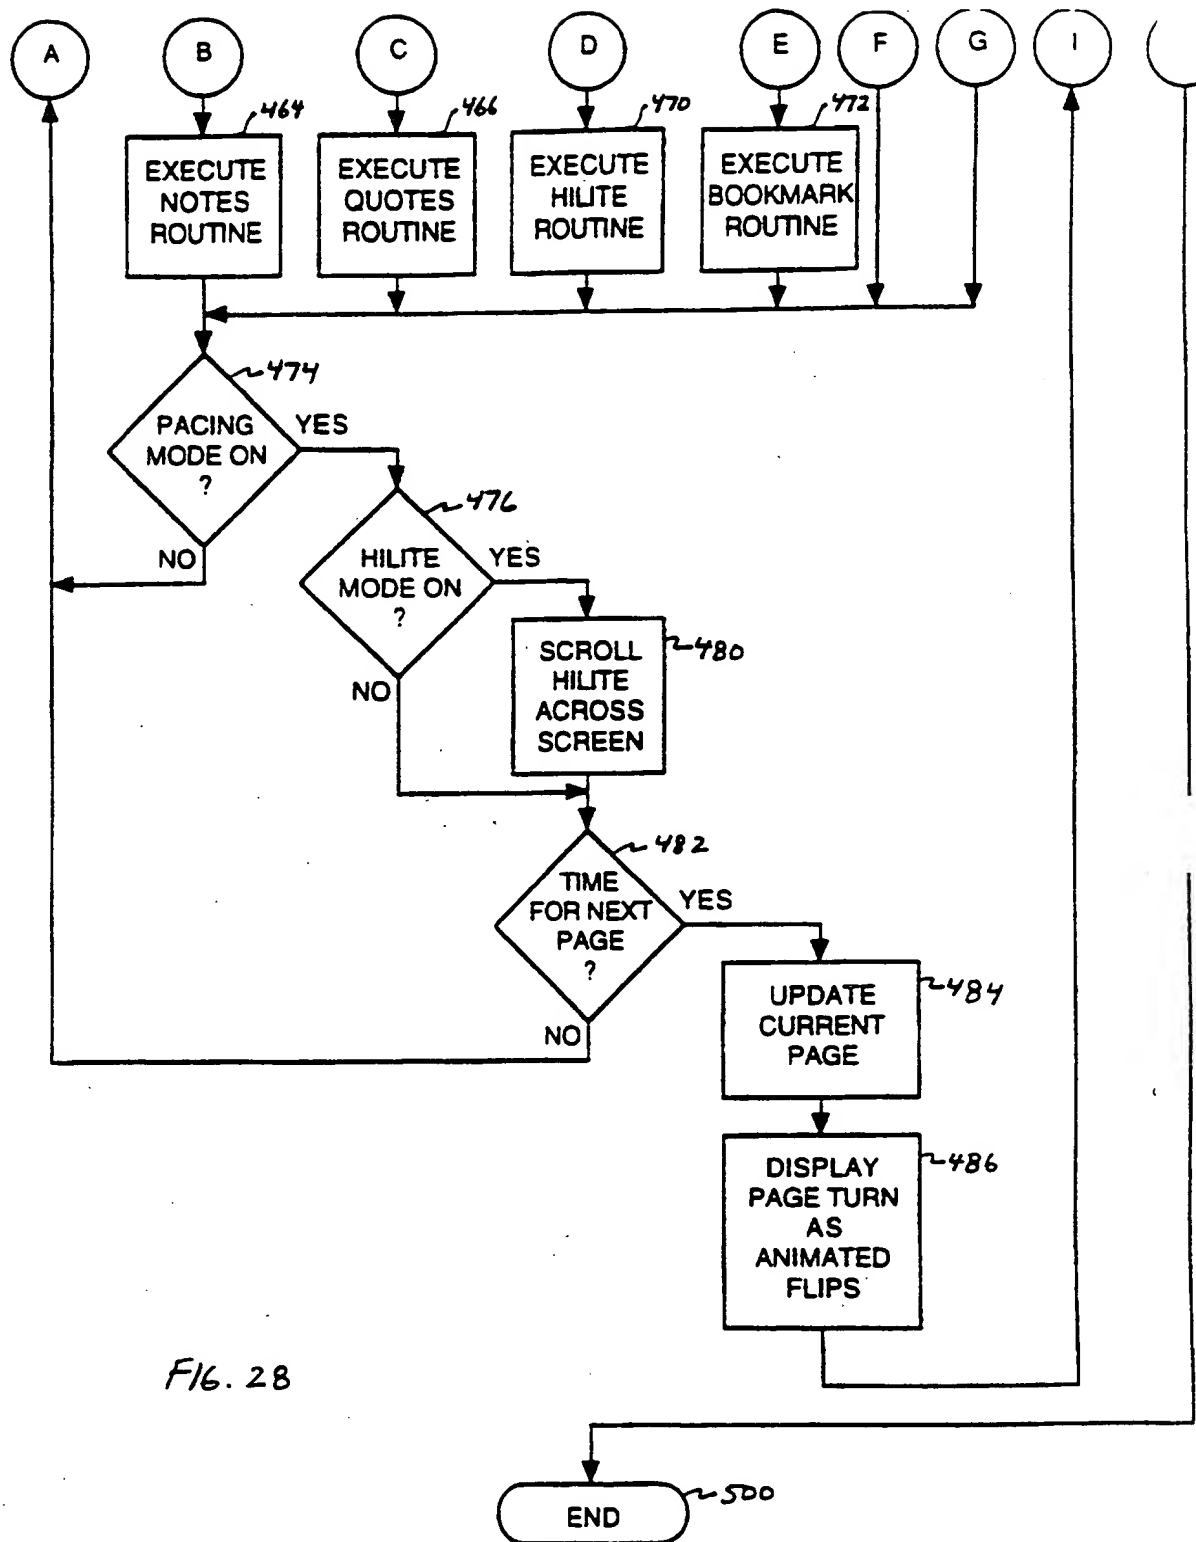 A B C D E F G I
464 466 470 472
EXECUTE
NOTES
ROUTINE
EXECUTE
QUOTES
ROUTINE
EXECUTE
HILITE
ROUTINE
EXECUTE
BOOKMARK
ROUTINE
474
PACING
MODE ON
?
YES
NO
476
HILITE
MODE ON
?
YES
NO
480
SCROLL
HILITE
ACROSS
SCREEN
482
TIME
FOR NEXT
PAGE
?
YES
NO
484
UPDATE
CURRENT
PAGE
486
DISPLAY
PAGE TURN
AS
ANIMATED
FLIPS
FIG. 28
500
END